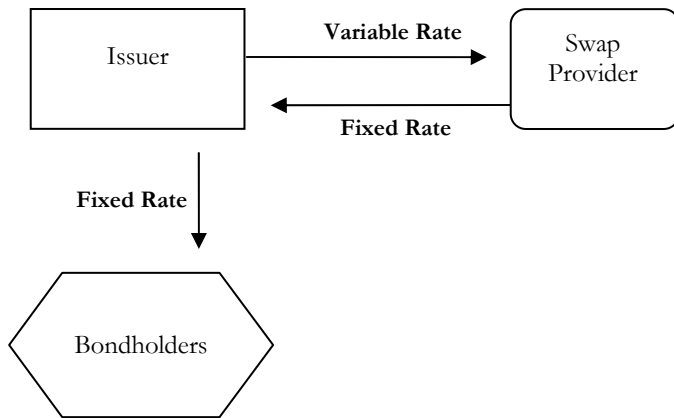 Issuer
Variable Rate
Swap
Provider
Fixed Rate
Fixed Rate
Bondholders